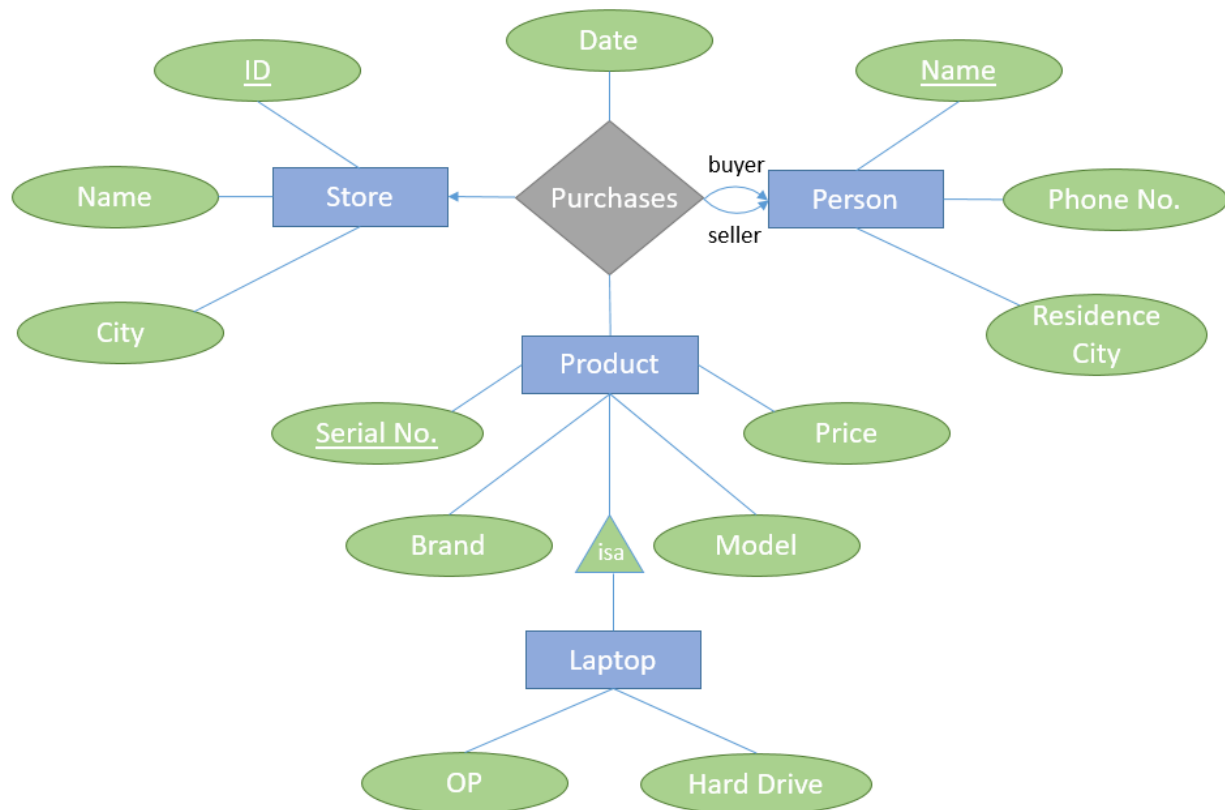 Date
ID
Name
buyer
Name
Store
Purchases
Person
Phone No.
seller
City
Residence
City
Product
Serial No.
Price
Brand
isa
Model
Laptop
OP
Hard Drive